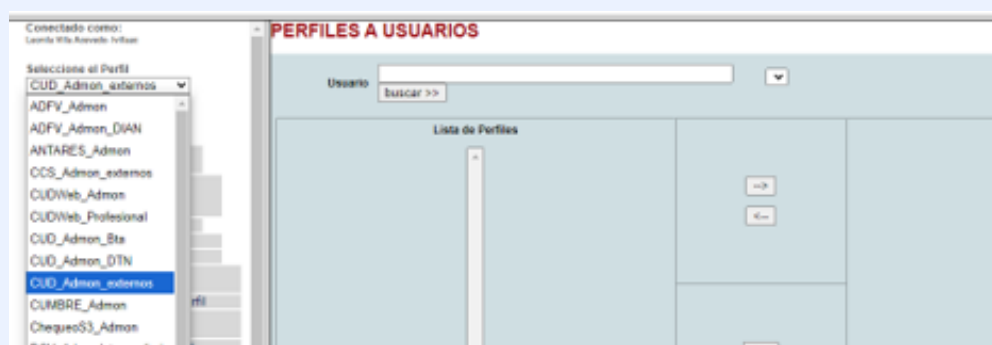 Conectado como:
Seleccione el Perfil
CUD_Admon_externos
ADFV_Admon
ADFV_Admon_DIAN
ANTARES_Admon
CCS_Admon_externos
CUDWeb_Admon
CUDWeb_Profesional
CUD_Admon_Bta
CUD_Admon_DTN
CUD_Admon_externos
CUMBRE_Admon
ChequeoS3_Admon
rfil
PERFILES A USUARIOS
Usuario
buscar >>
Lista de Perfiles
-->
<--